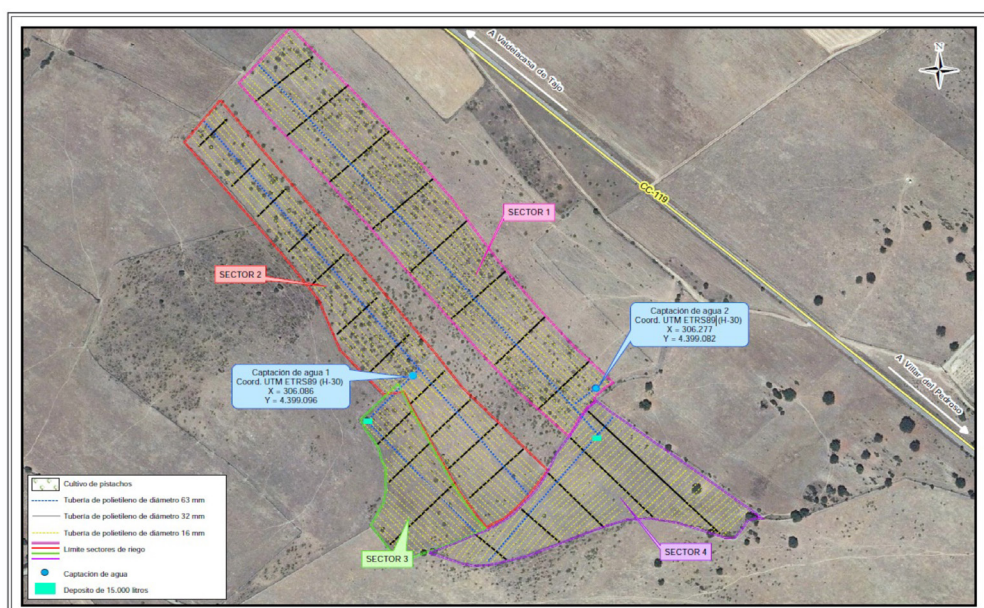 A Valdelacasa de Tajo
N
CC-119
SECTOR 1
SECTOR 2
Captación de agua 2
Coord. UTM ETRS89 (H-30)
X = 306.277
Y = 4.399.082
Captación de agua 1
Coord. UTM ETRS89 (H-30)
X = 306.086
Y = 4.399.096
A Villar del Pedroso
SECTOR 3
SECTOR 4
Cultivo de pistachos
Tubería de polietileno de diámetro 63 mm
Tubería de polietileno de diámetro 32 mm
Tubería de polietileno de diámetro 16 mm
Límite sectores de riego
Captación de agua
Deposito de 15.000 litros